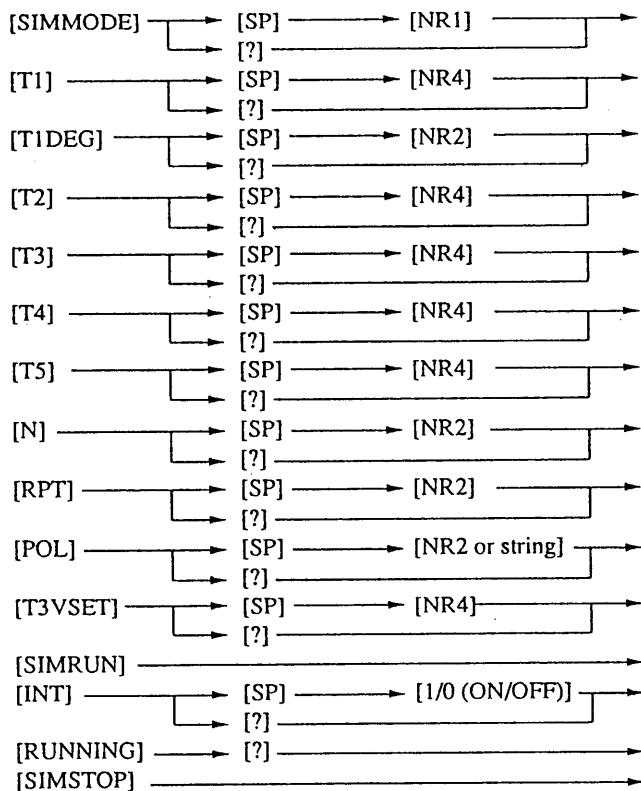 [SIMMODE] [SP] [NR1]
[?]
[T1] [SP] [NR4]
[?]
[T1DEG] [SP] [NR2]
[?]
[T2] [SP] [NR4]
[?]
[T3] [SP] [NR4]
[?]
[T4] [SP] [NR4]
[?]
[T5] [SP] [NR4]
[?]
[N] [SP] [NR2]
[?]
[RPT] [SP] [NR2]
[?]
[POL] [SP] [NR2 or string]
[?]
[T3VSET] [SP] [NR4]
[?]
[SIMRUN]
[INT] [SP] [1/0 (ON/OFF)]
[?]
[RUNNING] [?]
[SIMSTOP]